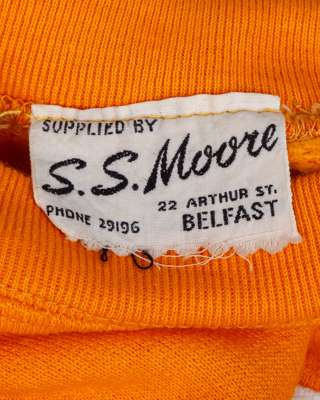 SUPPLIED BY
S.S. Moore
PHONE 29196
22 ARTHUR ST.
BELFAST